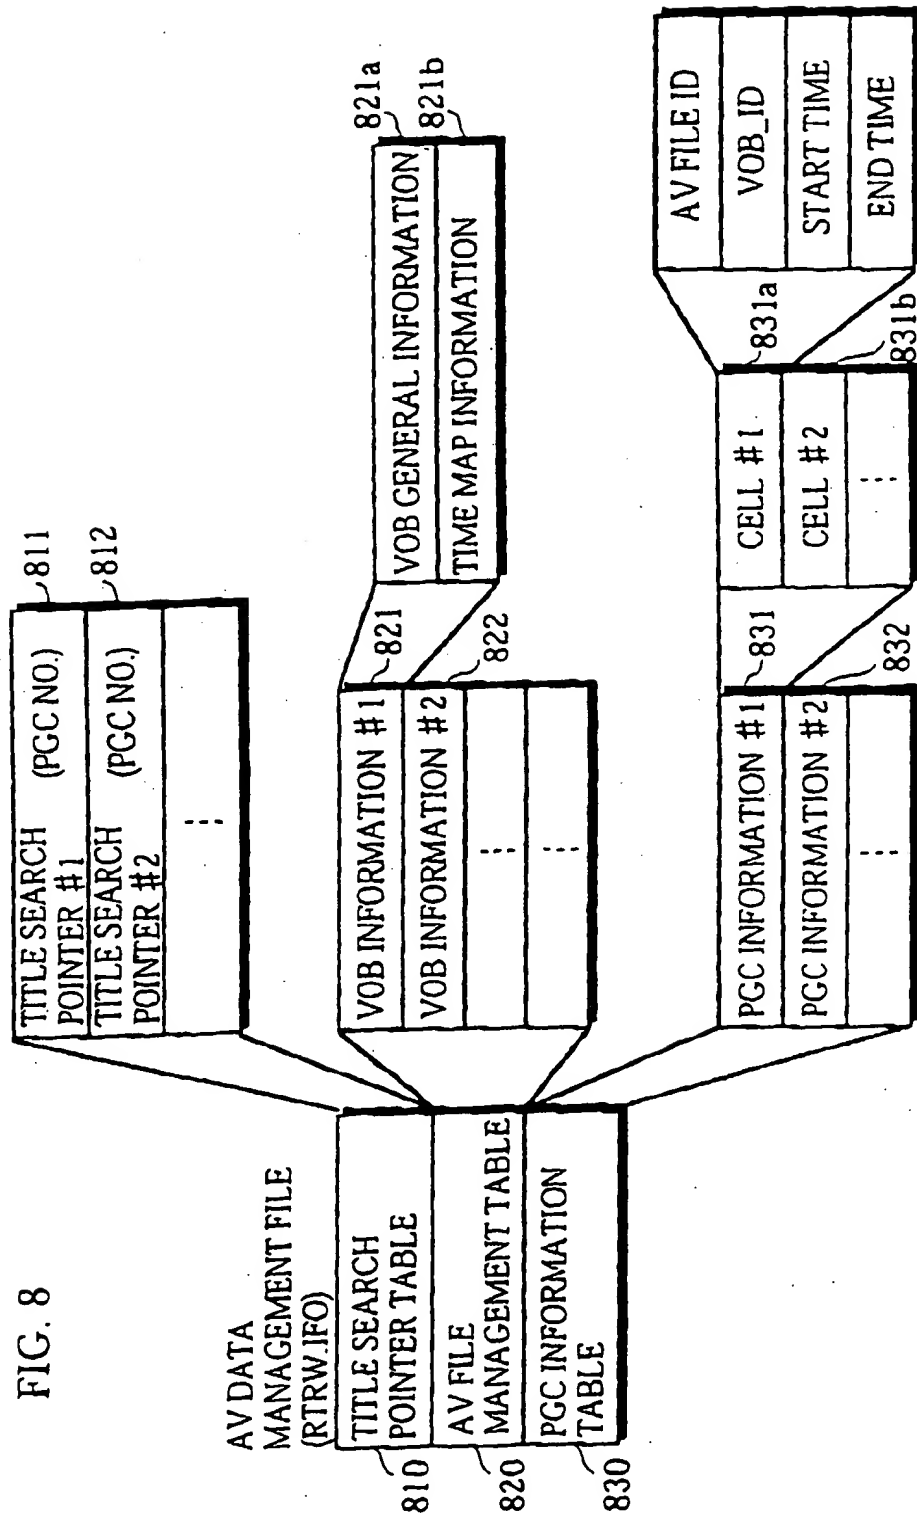 FIG. 8
AV DATA
MANAGEMENT FILE
(RTRW.IFO)
TITLE SEARCH
POINTER TABLE
AV FILE
MANAGEMENT TABLE
PGC INFORMATION
TABLE
810
820
830
TITLE SEARCH
POINTER #1 (PGC NO.)
TITLE SEARCH
POINTER #2 (PGC NO.)
811
812
VOB INFORMATION #1
VOB INFORMATION #2
821
822
VOB GENERAL INFORMATION
TIME MAP INFORMATION
821a
821b
PGC INFORMATION #1
PGC INFORMATION #2
831
832
CELL #1
CELL #2
831a
831b
AV FILE ID
VOB_ID
START TIME
END TIME